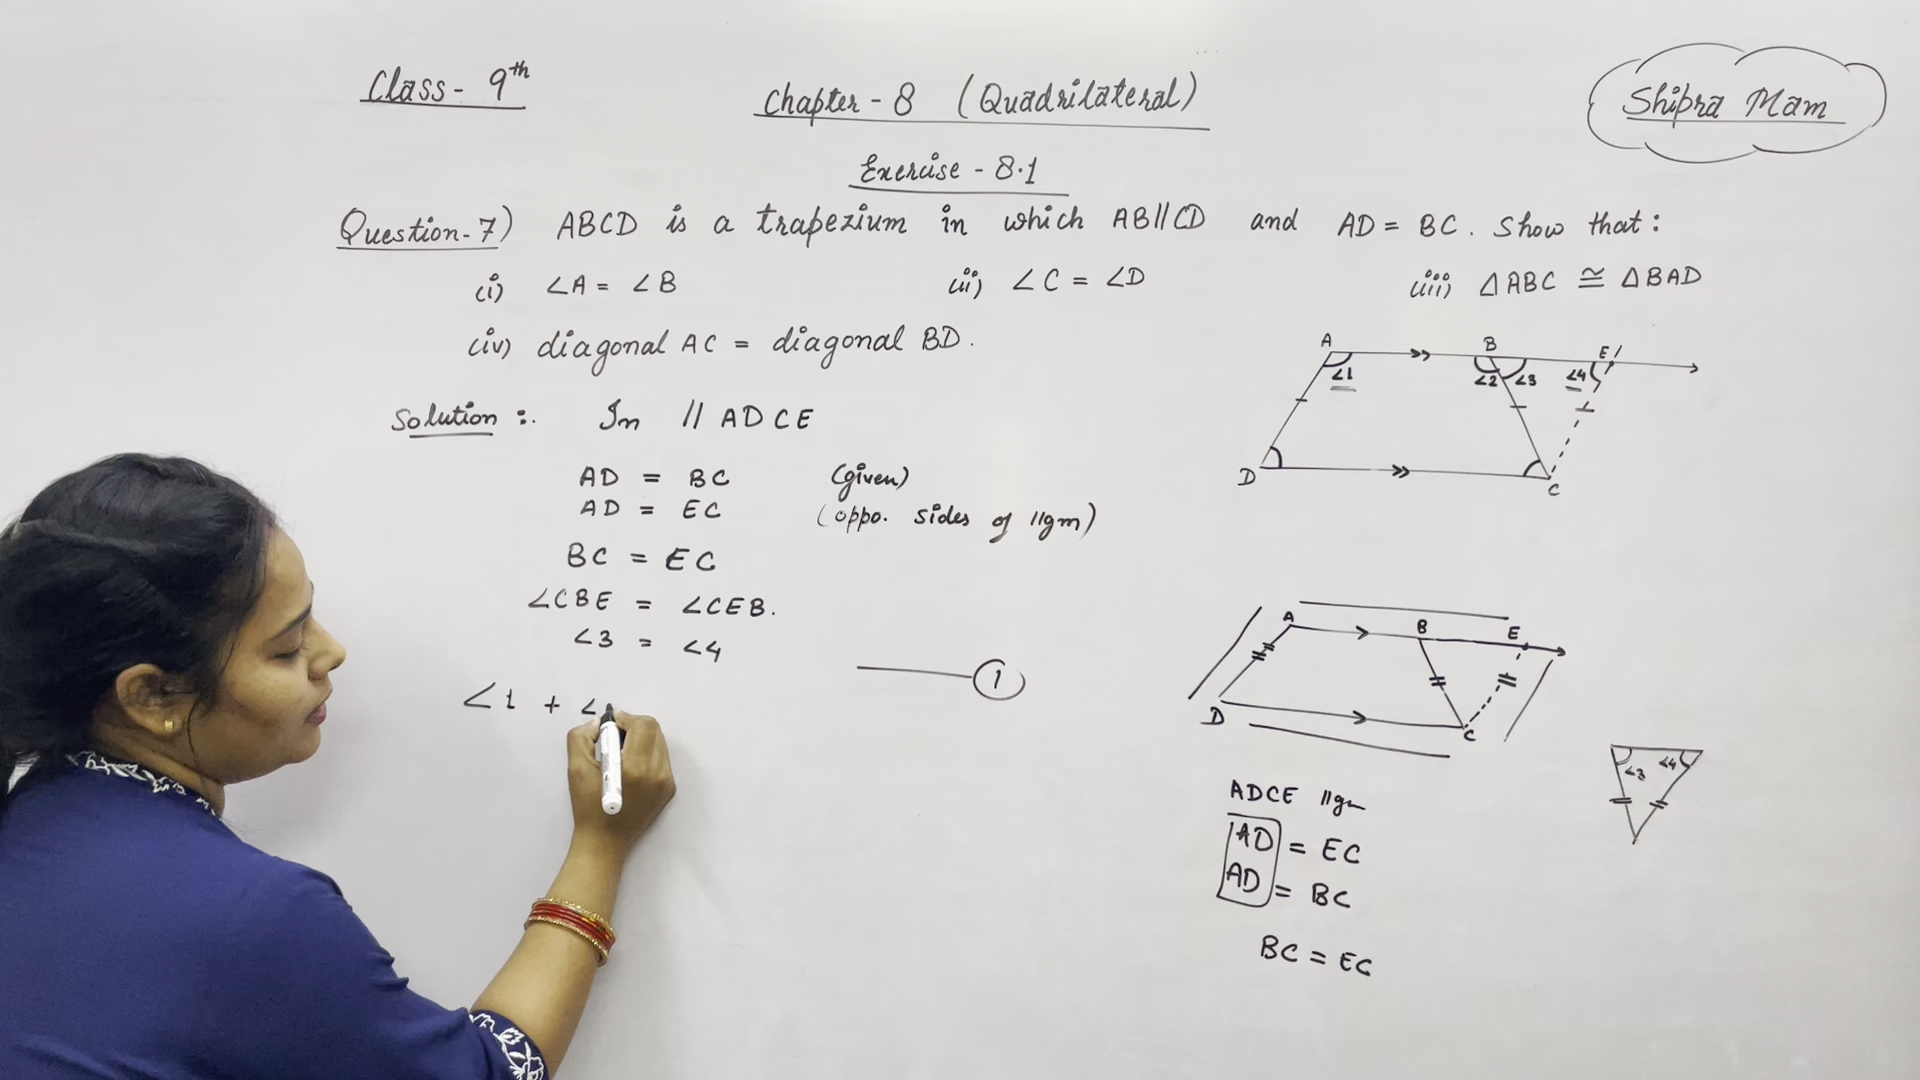 Class - 9th
Chapter - 8 (Quadrilateral)
Shipra Mam
Exercise - 8.1
Question-7) ABCD is a trapezium in which AB//CD and AD = BC. Show that:
(i) ∠A = ∠B (ii) ∠C = ∠D (iii) △ABC ≅ △BAD
(iv) diagonal AC = diagonal BD.
Solution :. In // ADCE
AD = BC (given)
AD = EC (oppo. sides of //gm)
BC = EC
∠CBE = ∠CEB.
∠3 = ∠4
1
∠1 + ∠
A B E
∠1 ∠2 ∠3 ∠4
D C
A B E
D C
∠3 ∠4
ADCE //gm
AD = EC
AD = BC
BC = EC